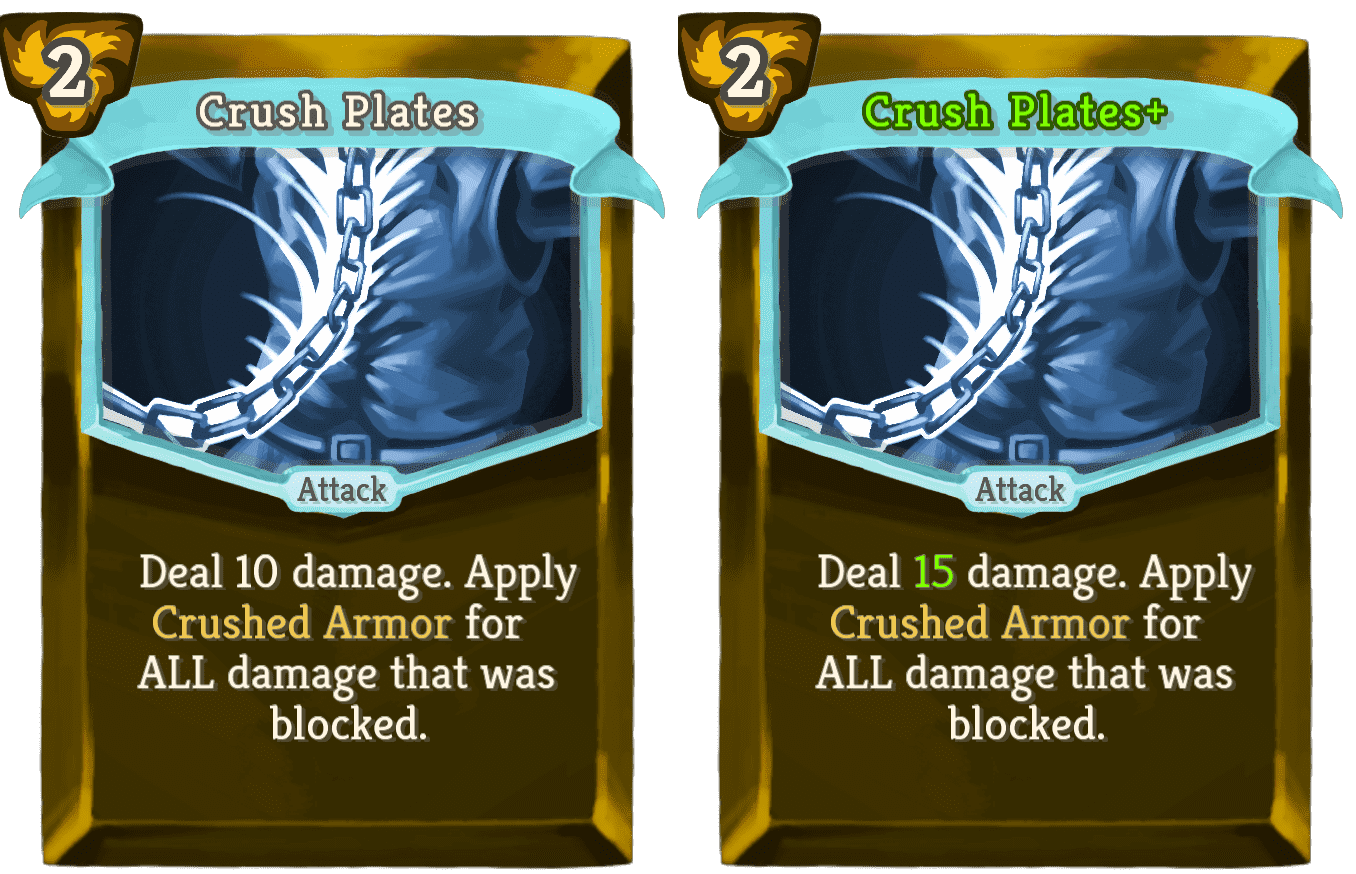 2
Crush Plates
Attack
Deal 10 damage. Apply
Crushed Armor for
ALL damage that was
blocked.
2
Crush Plates+
Attack
Deal 15 damage. Apply
Crushed Armor for
ALL damage that was
blocked.